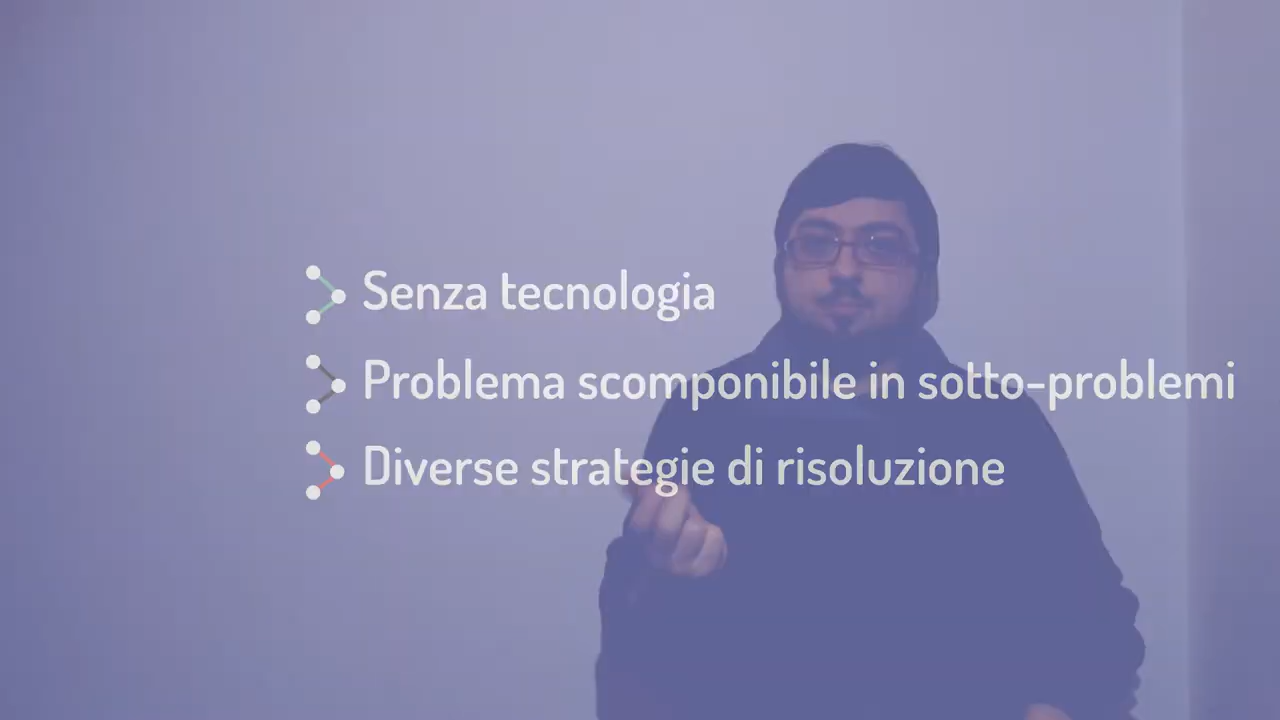 Senza tecnologia
Problema scomponibile in sotto-problemi
Diverse strategie di risoluzione